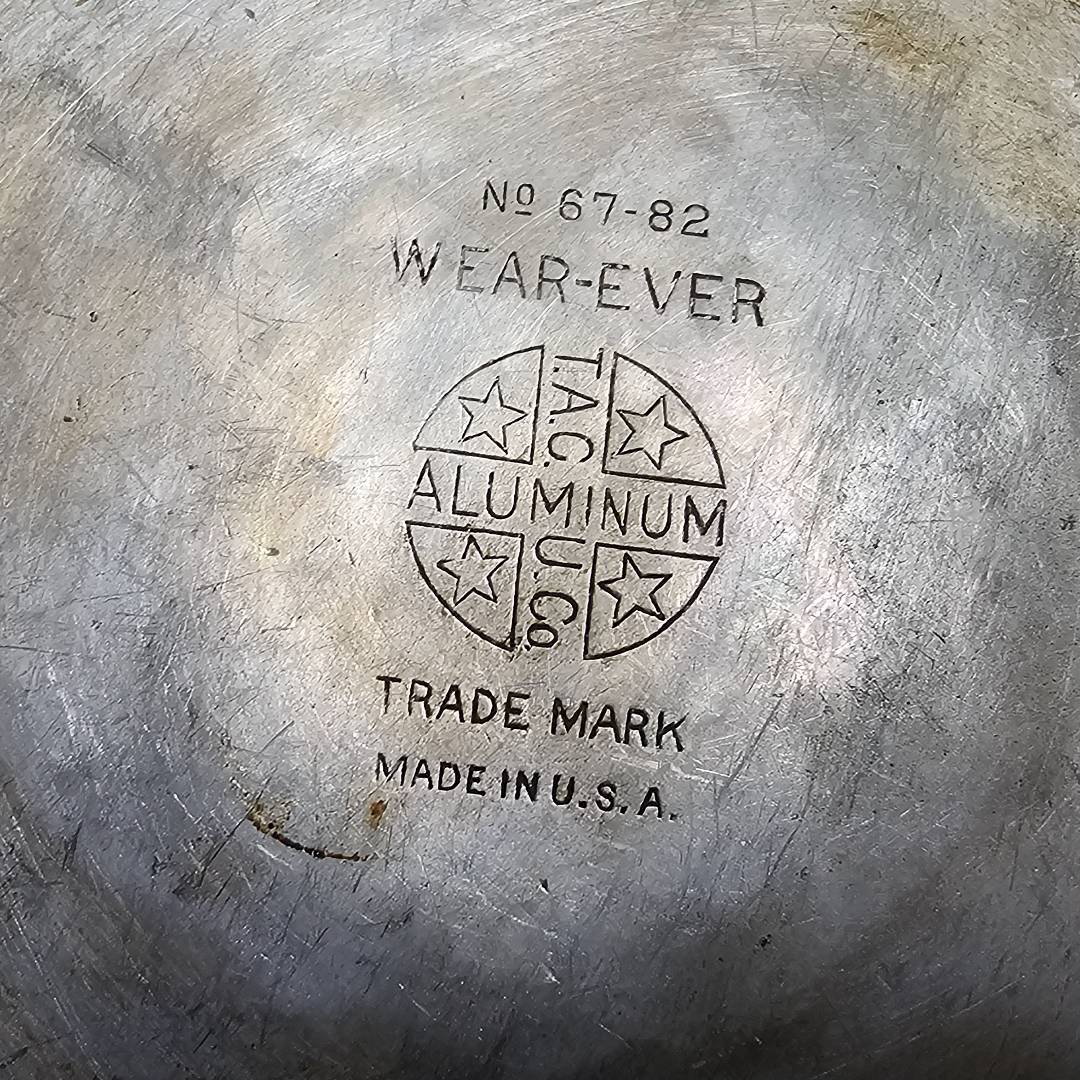 Nº 67-82
WEAR-EVER
T.A.C.
ALUMINUM
U.Co.
TRADE MARK
MADE IN U.S.A.